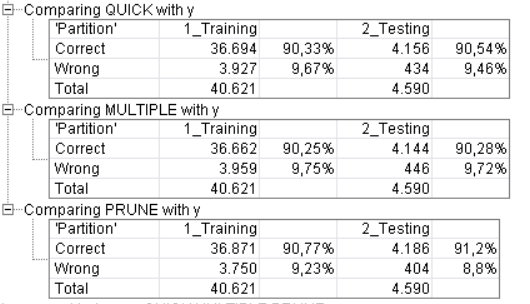 Comparing QUICK with y
'Partition' 1_Training 2_Testing
Correct 36.694 90,33% 4.156 90,54%
Wrong 3.927 9,67% 434 9,46%
Total 40.621 4.590
Comparing MULTIPLE with y
'Partition' 1_Training 2_Testing
Correct 36.662 90,25% 4.144 90,28%
Wrong 3.959 9,75% 446 9,72%
Total 40.621 4.590
Comparing PRUNE with y
'Partition' 1_Training 2_Testing
Correct 36.871 90,77% 4.186 91,2%
Wrong 3.750 9,23% 404 8,8%
Total 40.621 4.590